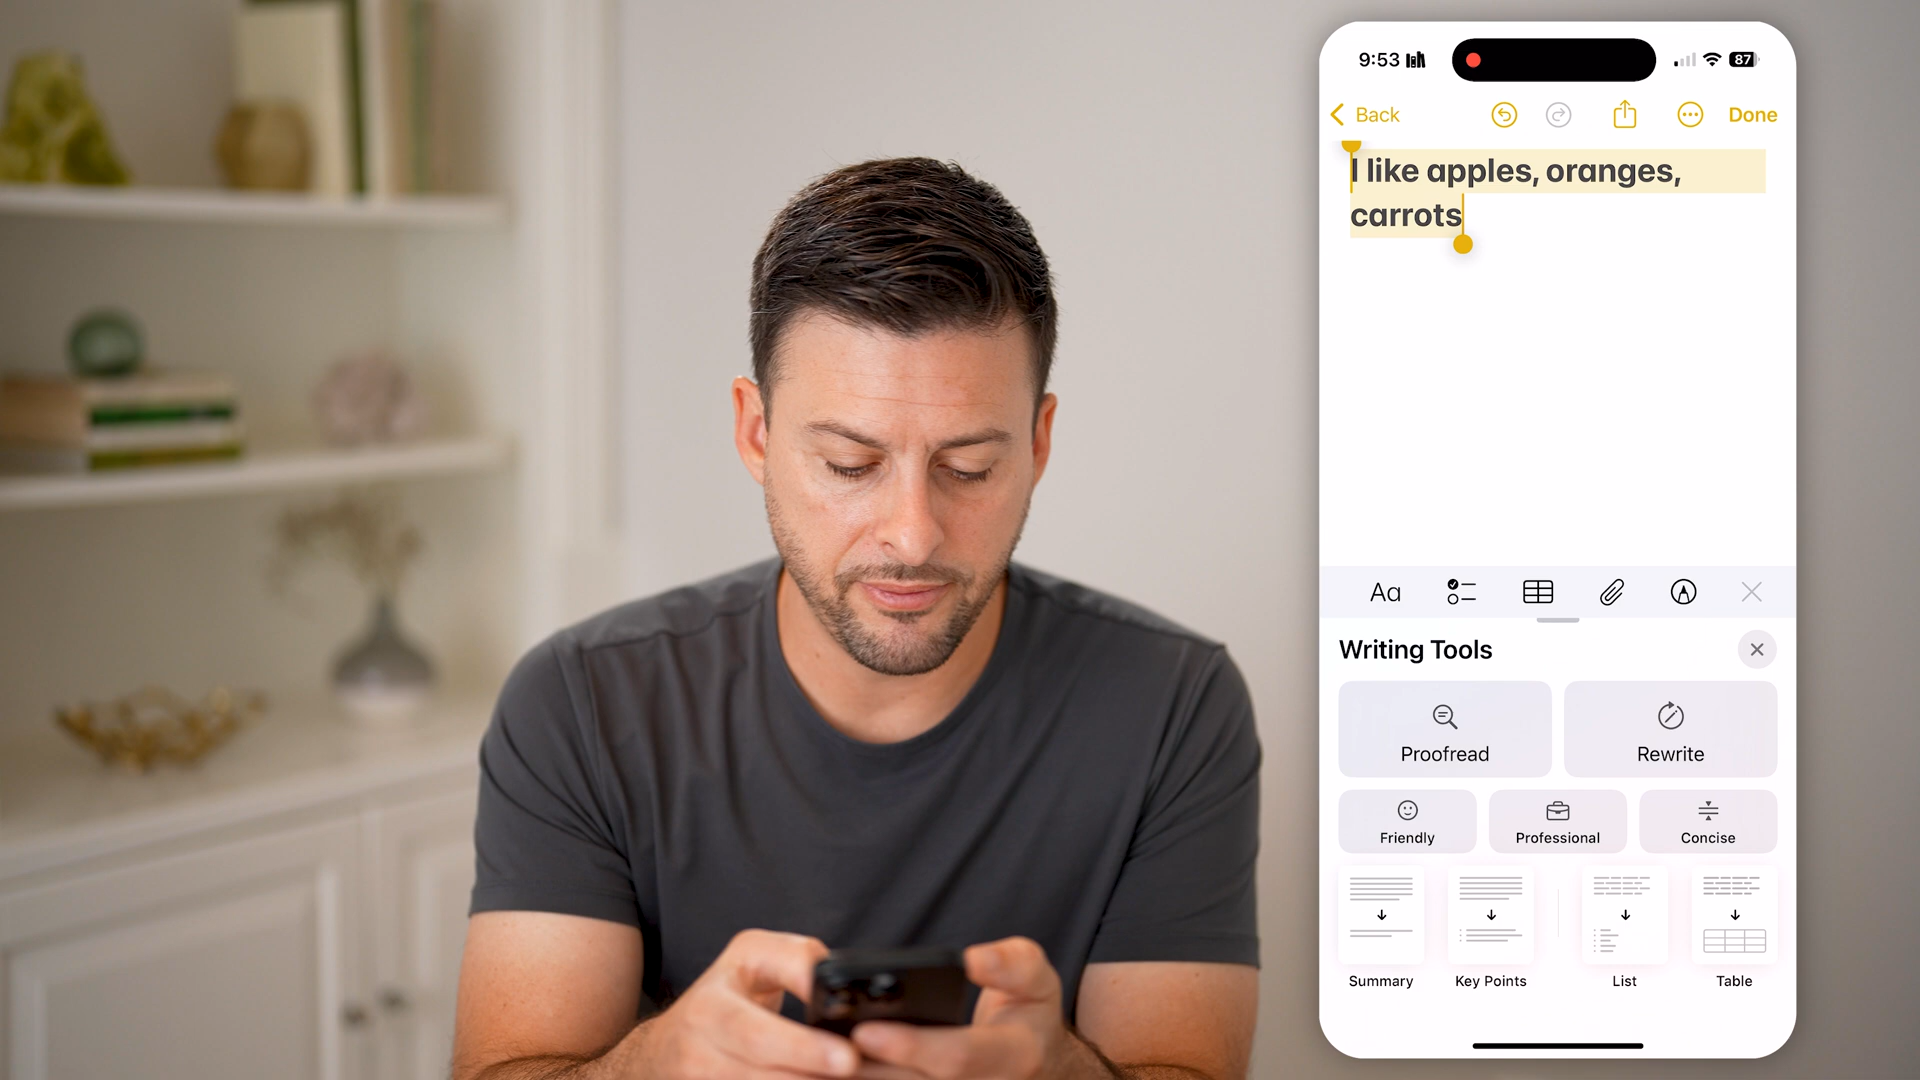 9:53
87
Back
Done
I like apples, oranges,
carrots
Aa
Writing Tools
Proofread
Rewrite
Friendly
Professional
Concise
Summary
Key Points
List
Table